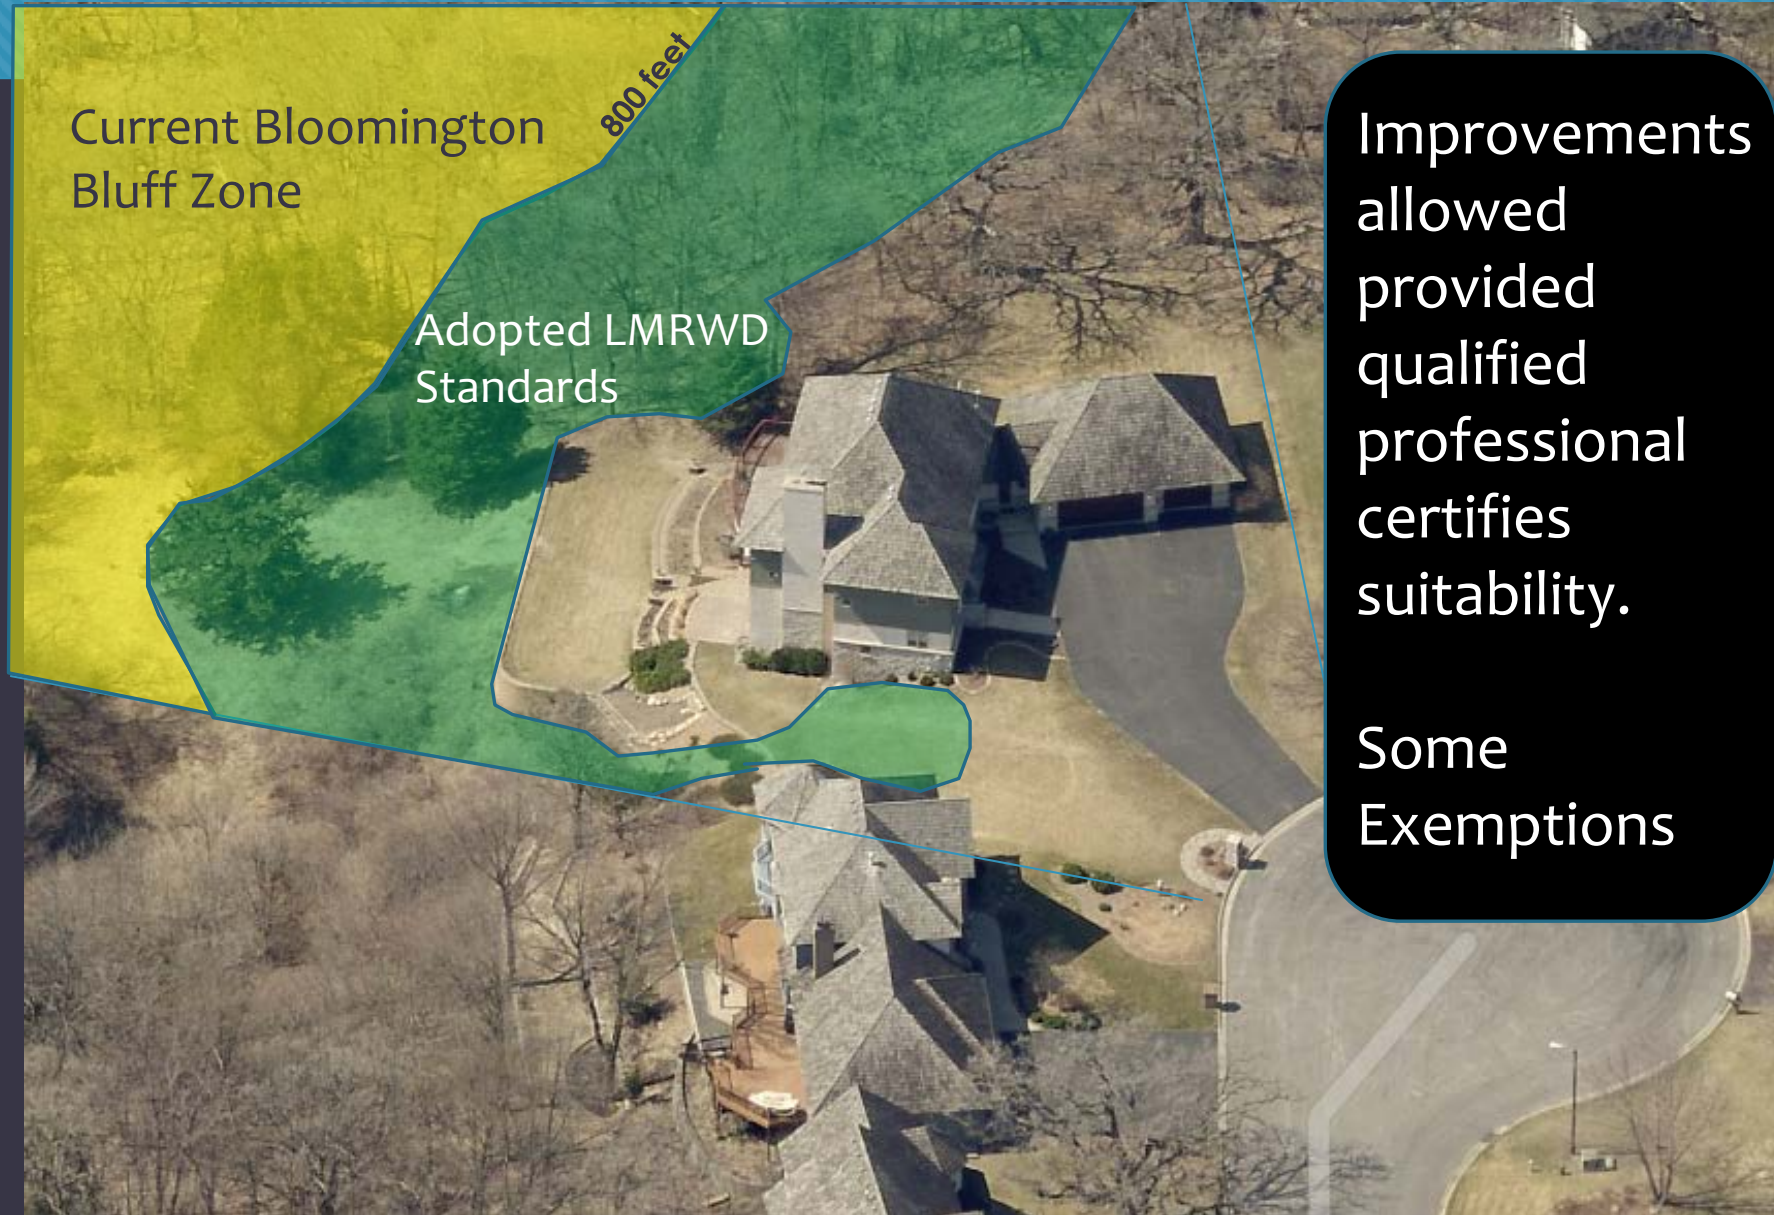 Current Bloomington
Bluff Zone
800 feet
Adopted LMRWD
Standards
Improvements
allowed
provided
qualified
professional
certifies
suitability.
Some
Exemptions